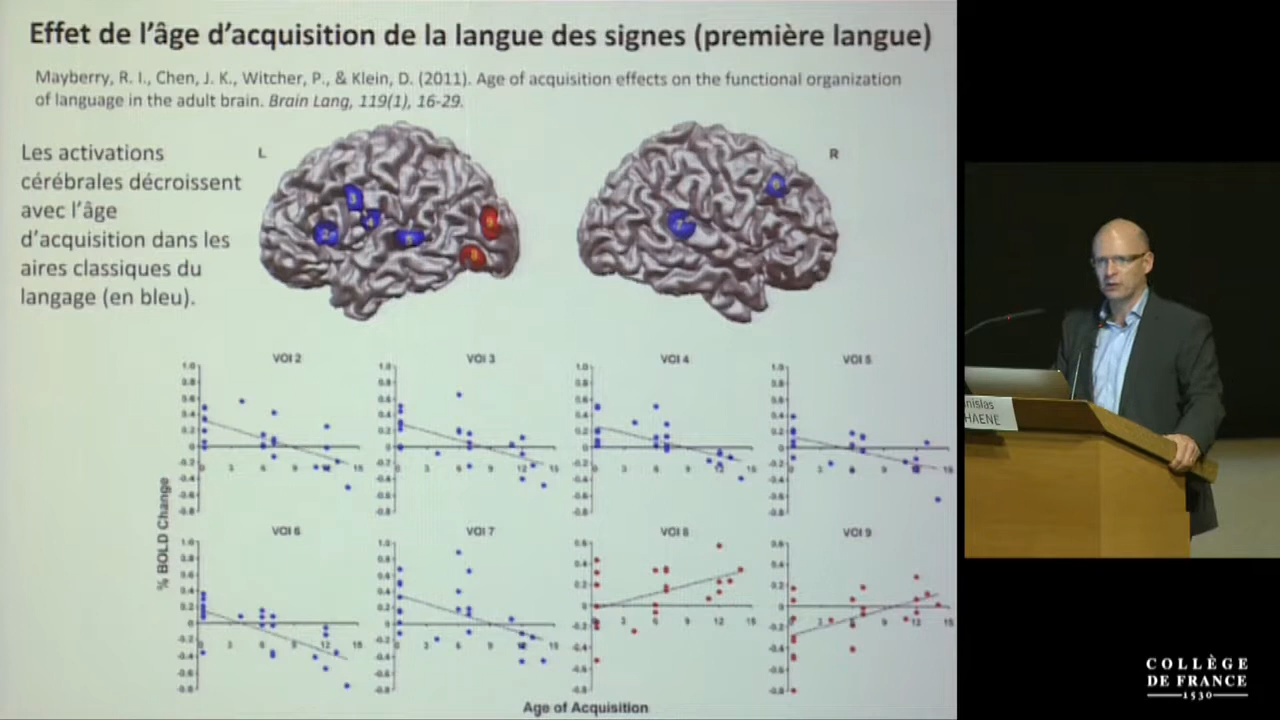 Effet de l'âge d'acquisition de la langue des signes (première langue)
Mayberry, R. I., Chen, J. K., Witcher, P., & Klein, D. (2011). Age of acquisition effects on the functional organization
of language in the adult brain. Brain Lang, 119(1), 16-29.
Les activations
cérébrales décroissent
avec l'âge
d'acquisition dans les
aires classiques du
langage (en bleu).
L
R
VOI 2
VOI 3
VOI 4
VOI 5
VOI 6
VOI 7
VOI 8
VOI 9
% BOLD Change
Age of Acquisition
nislas
HAENE
COLLÈGE
DE FRANCE
1530